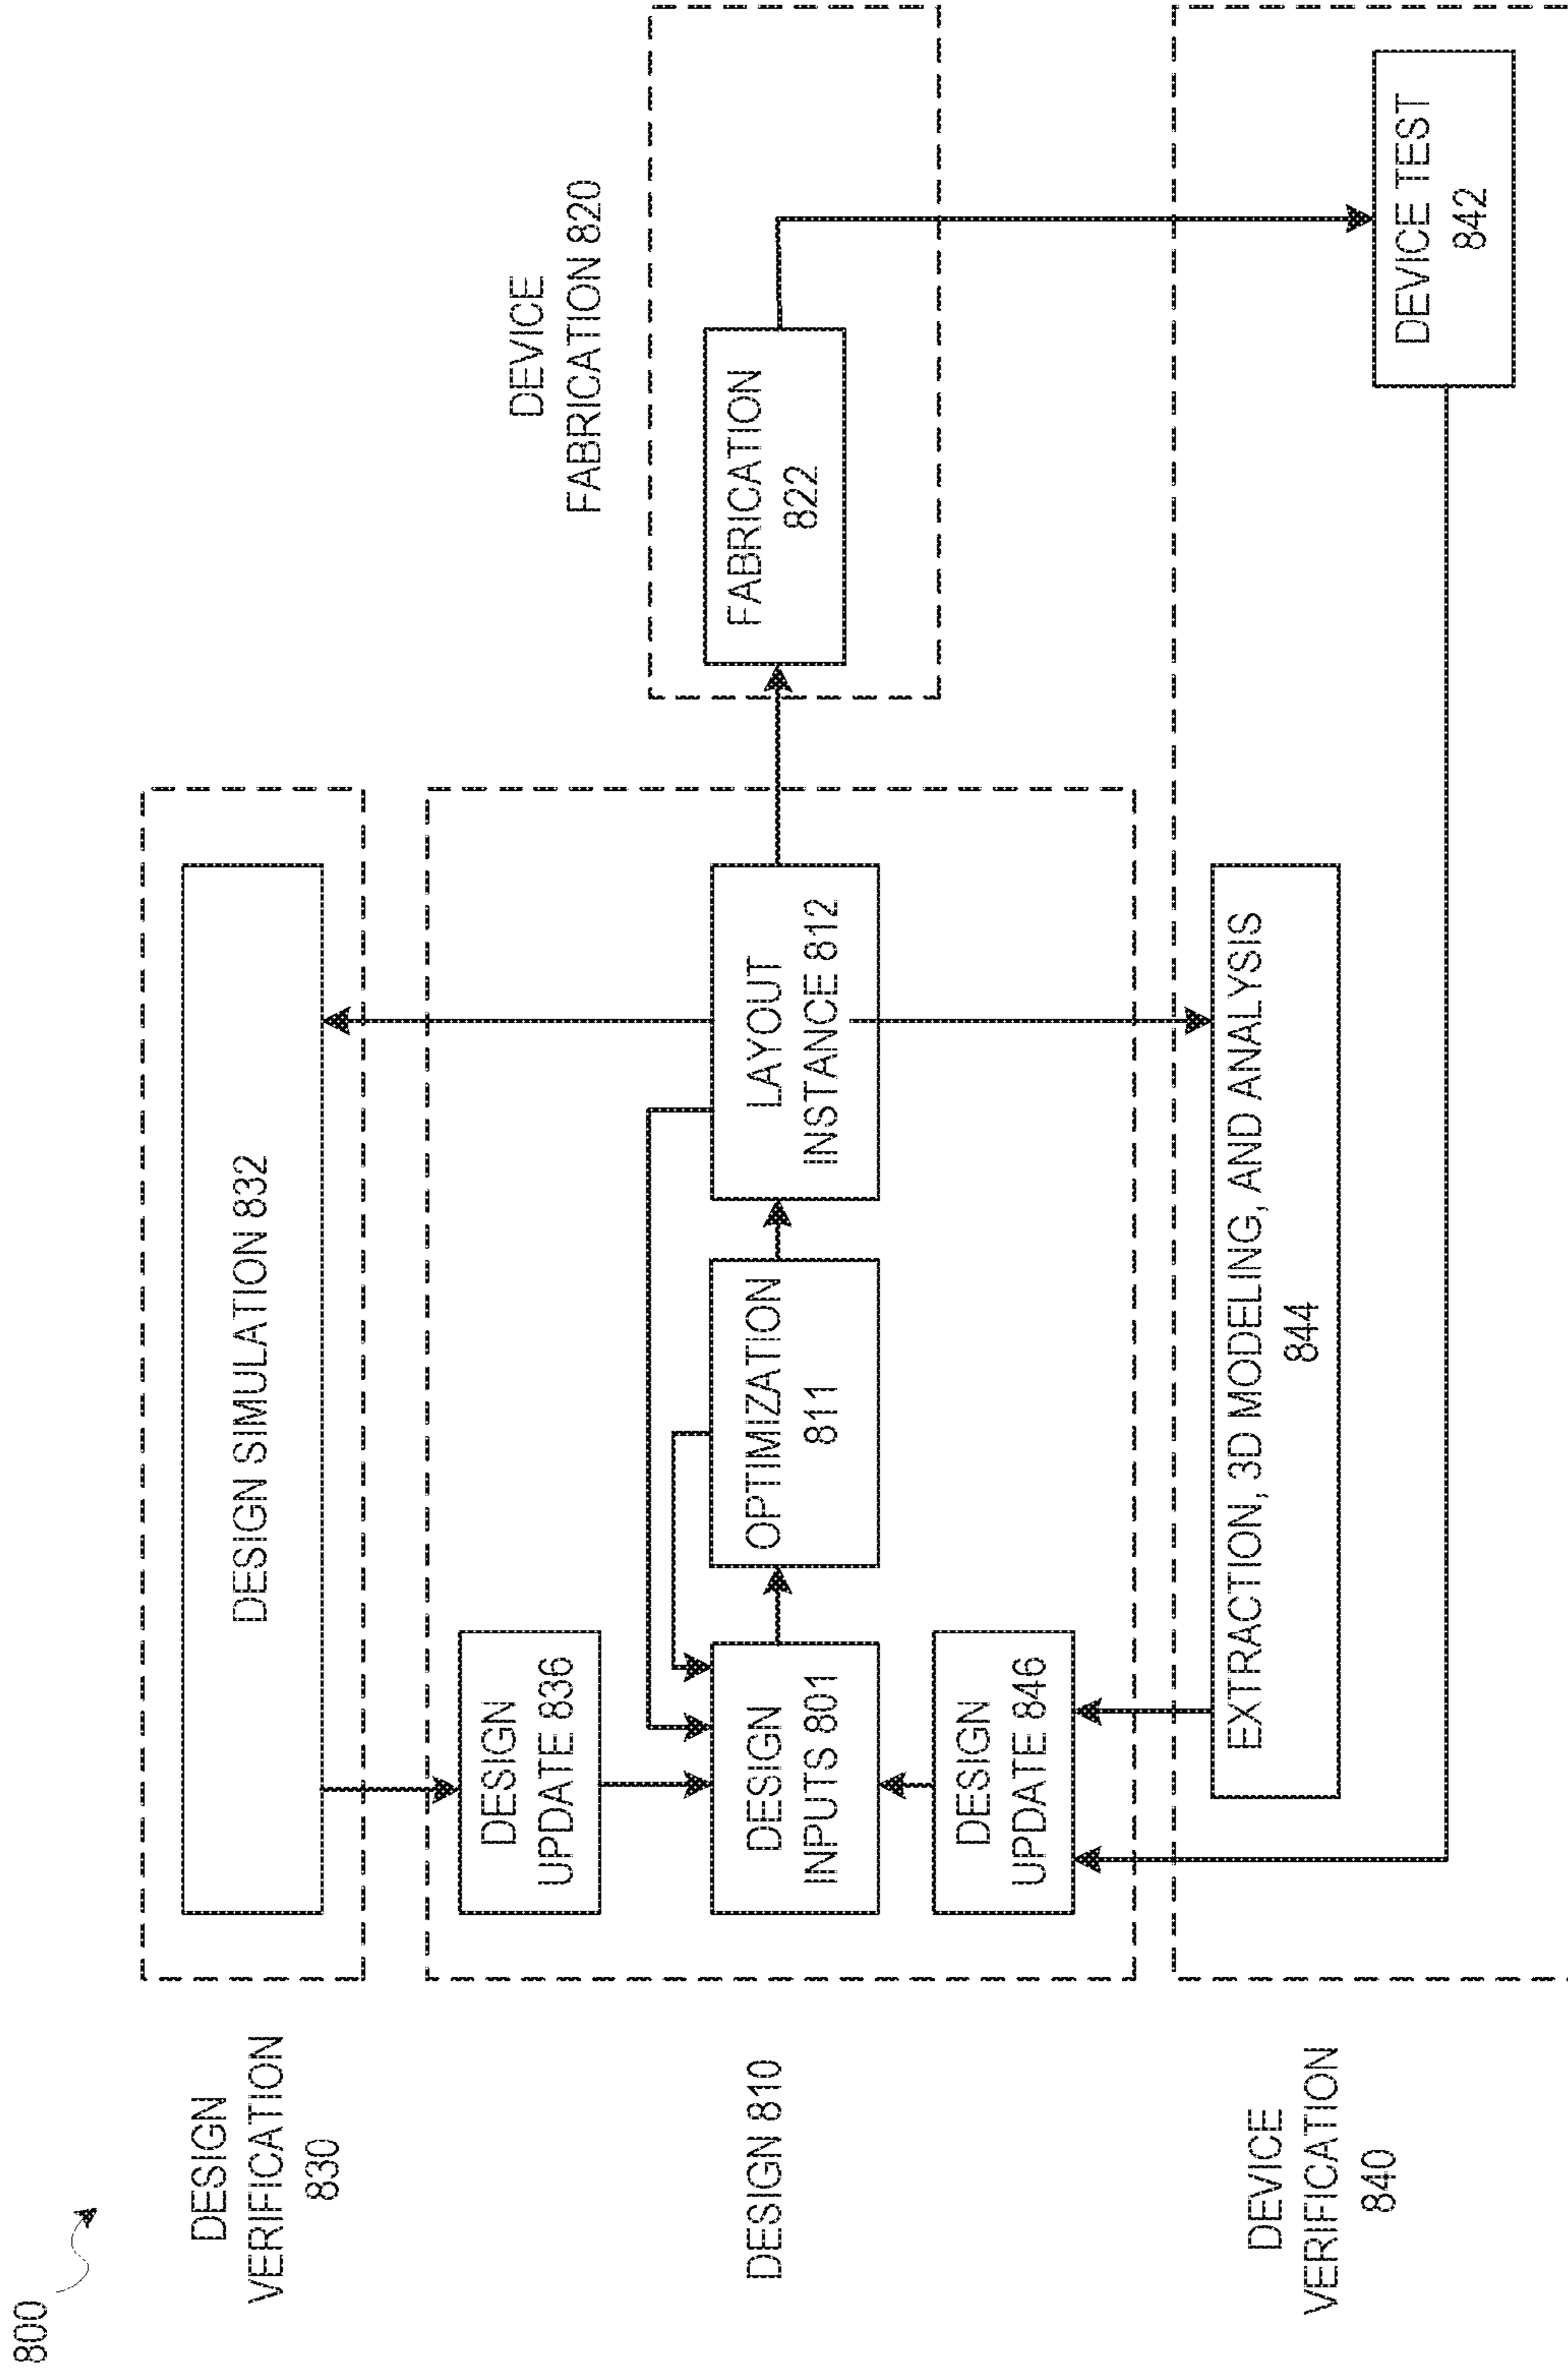 800
DESIGN
VERIFICATION
830
DESIGN SIMULATION 832
DESIGN 810
DESIGN
UPDATE 836
DESIGN
INPUTS 801
OPTIMIZATION
811
LAYOUT
INSTANCE 812
DESIGN
UPDATE 846
DEVICE
FABRICATION 820
FABRICATION
822
DEVICE
VERIFICATION
840
EXTRACTION, 3D MODELING, AND ANALYSIS
844
DEVICE TEST
842